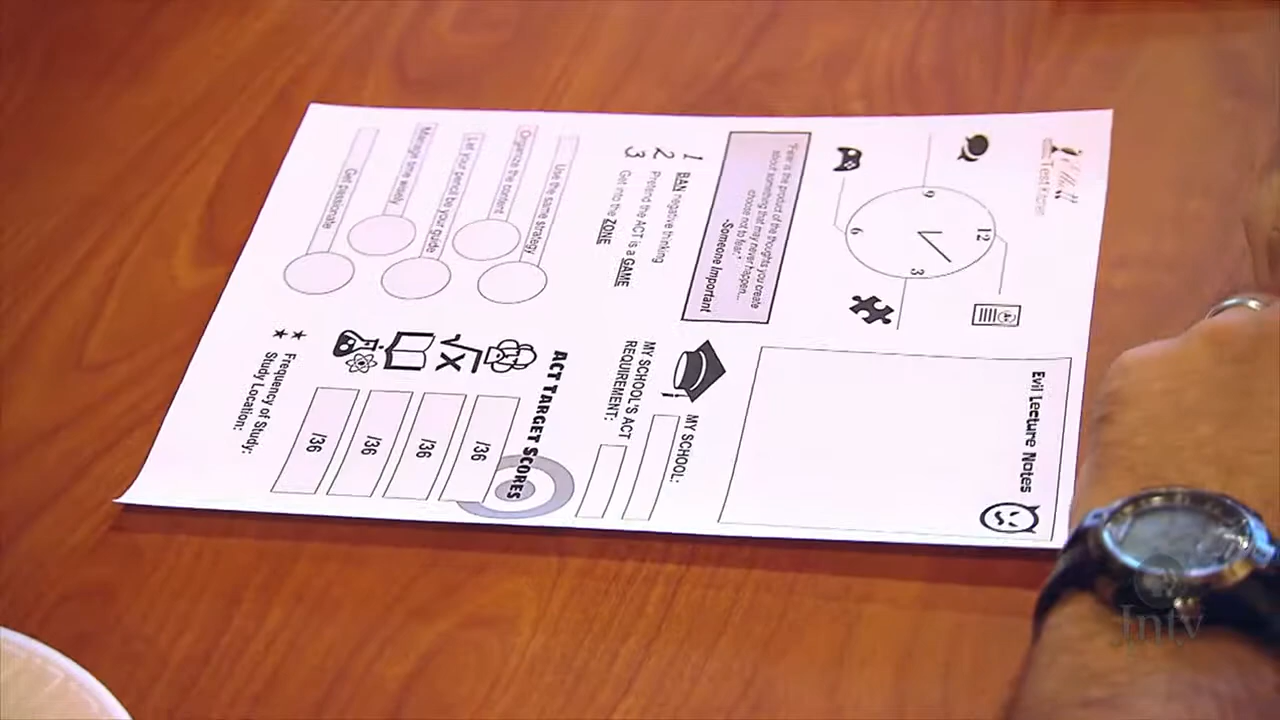 Test Kitchen
12
9
3
6
Evil Lecture Notes
"Fear is the product of the thoughts you create
about something that may never happen...
choose not to fear."
-Someone Important
1 BAN negative thinking
2 Pretend the ACT is a GAME
3 Get into the ZONE
MY SCHOOL:
MY SCHOOL'S ACT
REQUIREMENT:
Use the same strategy
Organize the content
Let your pencil be your guide
Manage time wisely
Get passionate
ACT TARGET SCORES
√x
/36
/36
/36
/36
Frequency of Study:
Study Location:
Jntv